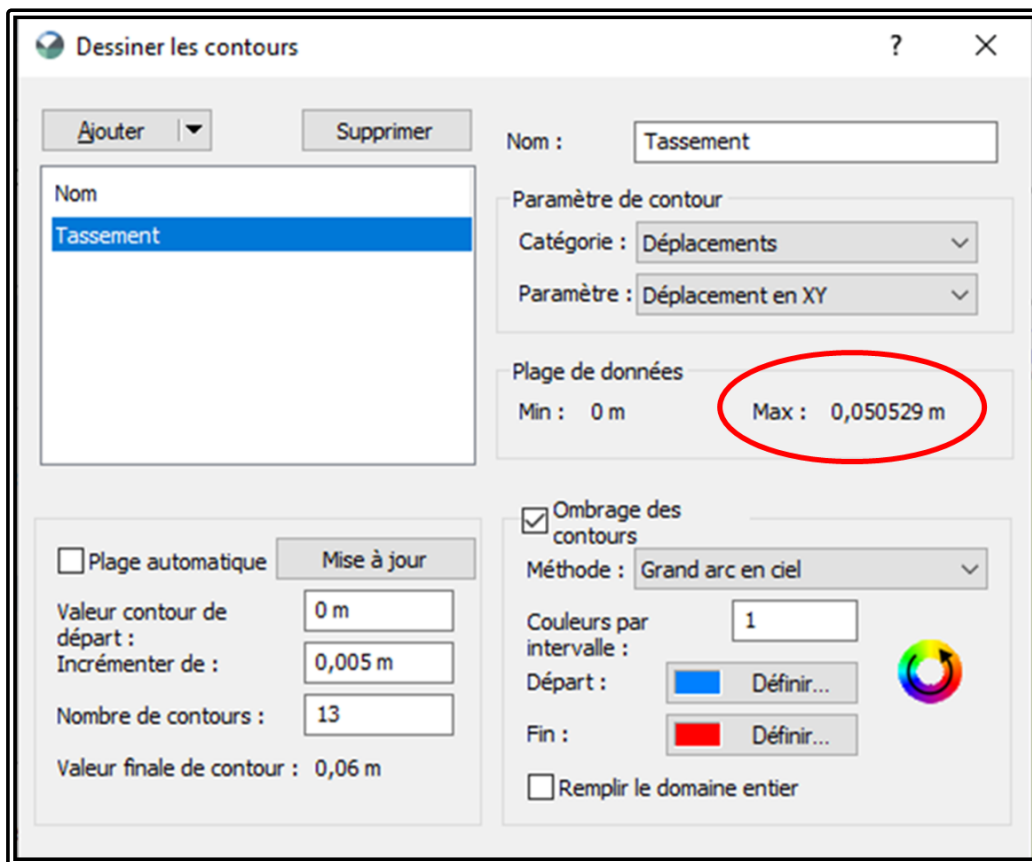 Dessiner les contours
?
Ajouter
Supprimer
Nom :
Tassement
Nom
Tassement
Paramètre de contour
Catégorie :
Déplacements
Paramètre :
Déplacement en XY
Plage de données
Min : 0 m
Max : 0,050529 m
Plage automatique
Mise à jour
Valeur contour de
départ :
0 m
Incrémenter de :
0,005 m
Nombre de contours :
13
Valeur finale de contour : 0,06 m
Ombrage des
contours
Méthode :
Grand arc en ciel
Couleurs par
intervalle :
1
Départ :
Définir...
Fin :
Définir...
Remplir le domaine entier